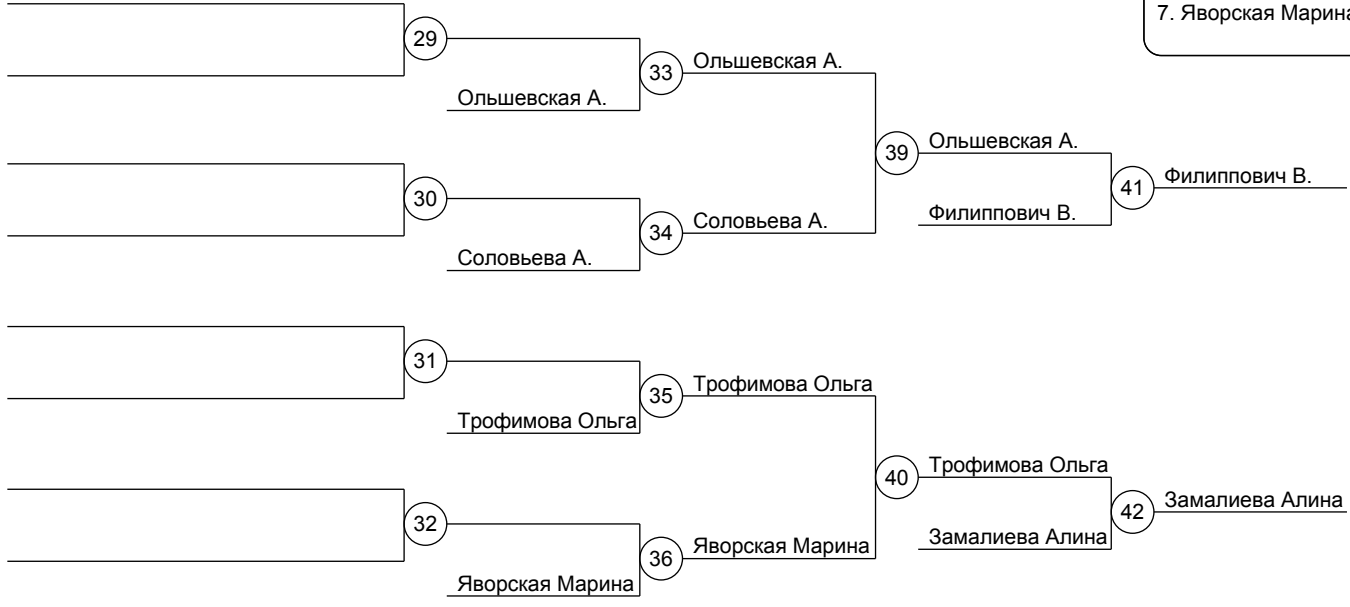 7. Яворская Марина
29
33
Ольшевская А.
Ольшевская А.
39
Ольшевская А.
41
Филиппович В.
30
34
Соловьева А.
Филиппович В.
Соловьева А.
31
35
Трофимова Ольга
Трофимова Ольга
40
Трофимова Ольга
42
Замалиева Алина
32
36
Яворская Марина
Замалиева Алина
Яворская Марина